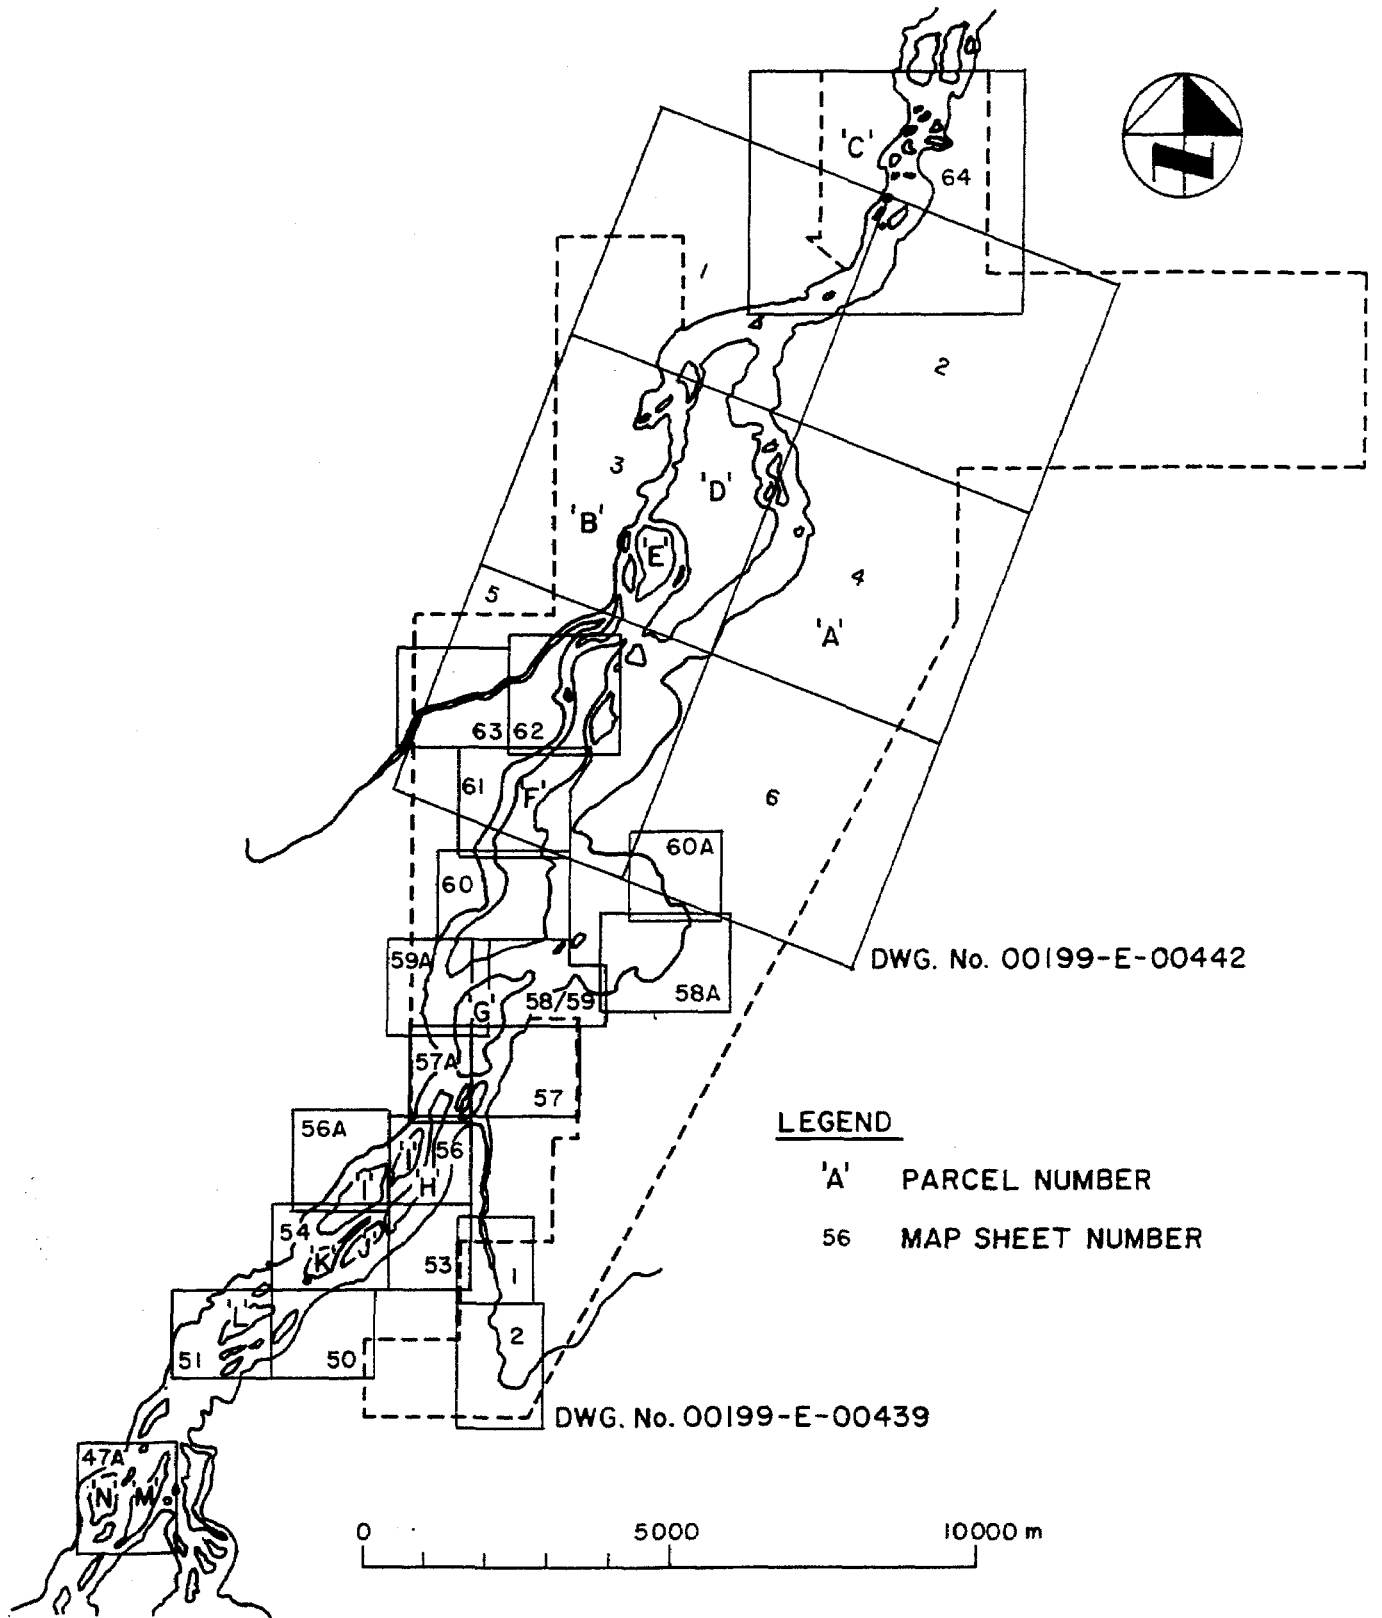 'C'
64
N
1
2
3
'D'
'B'
'E'
4
5
'A'
63
62
61
'F'
6
60A
60
59A
DWG. No. 00199-E-00442
58/59
58A
'G'
57A
57
56A
56
LEGEND
'I'
'I'
'H'
'A' PARCEL NUMBER
54
'J'
56 MAP SHEET NUMBER
'K'
53
1
'L'
2
51
50
DWG. No. 00199-E-00439
47A
'N'
'M'
0
5000
10000 m